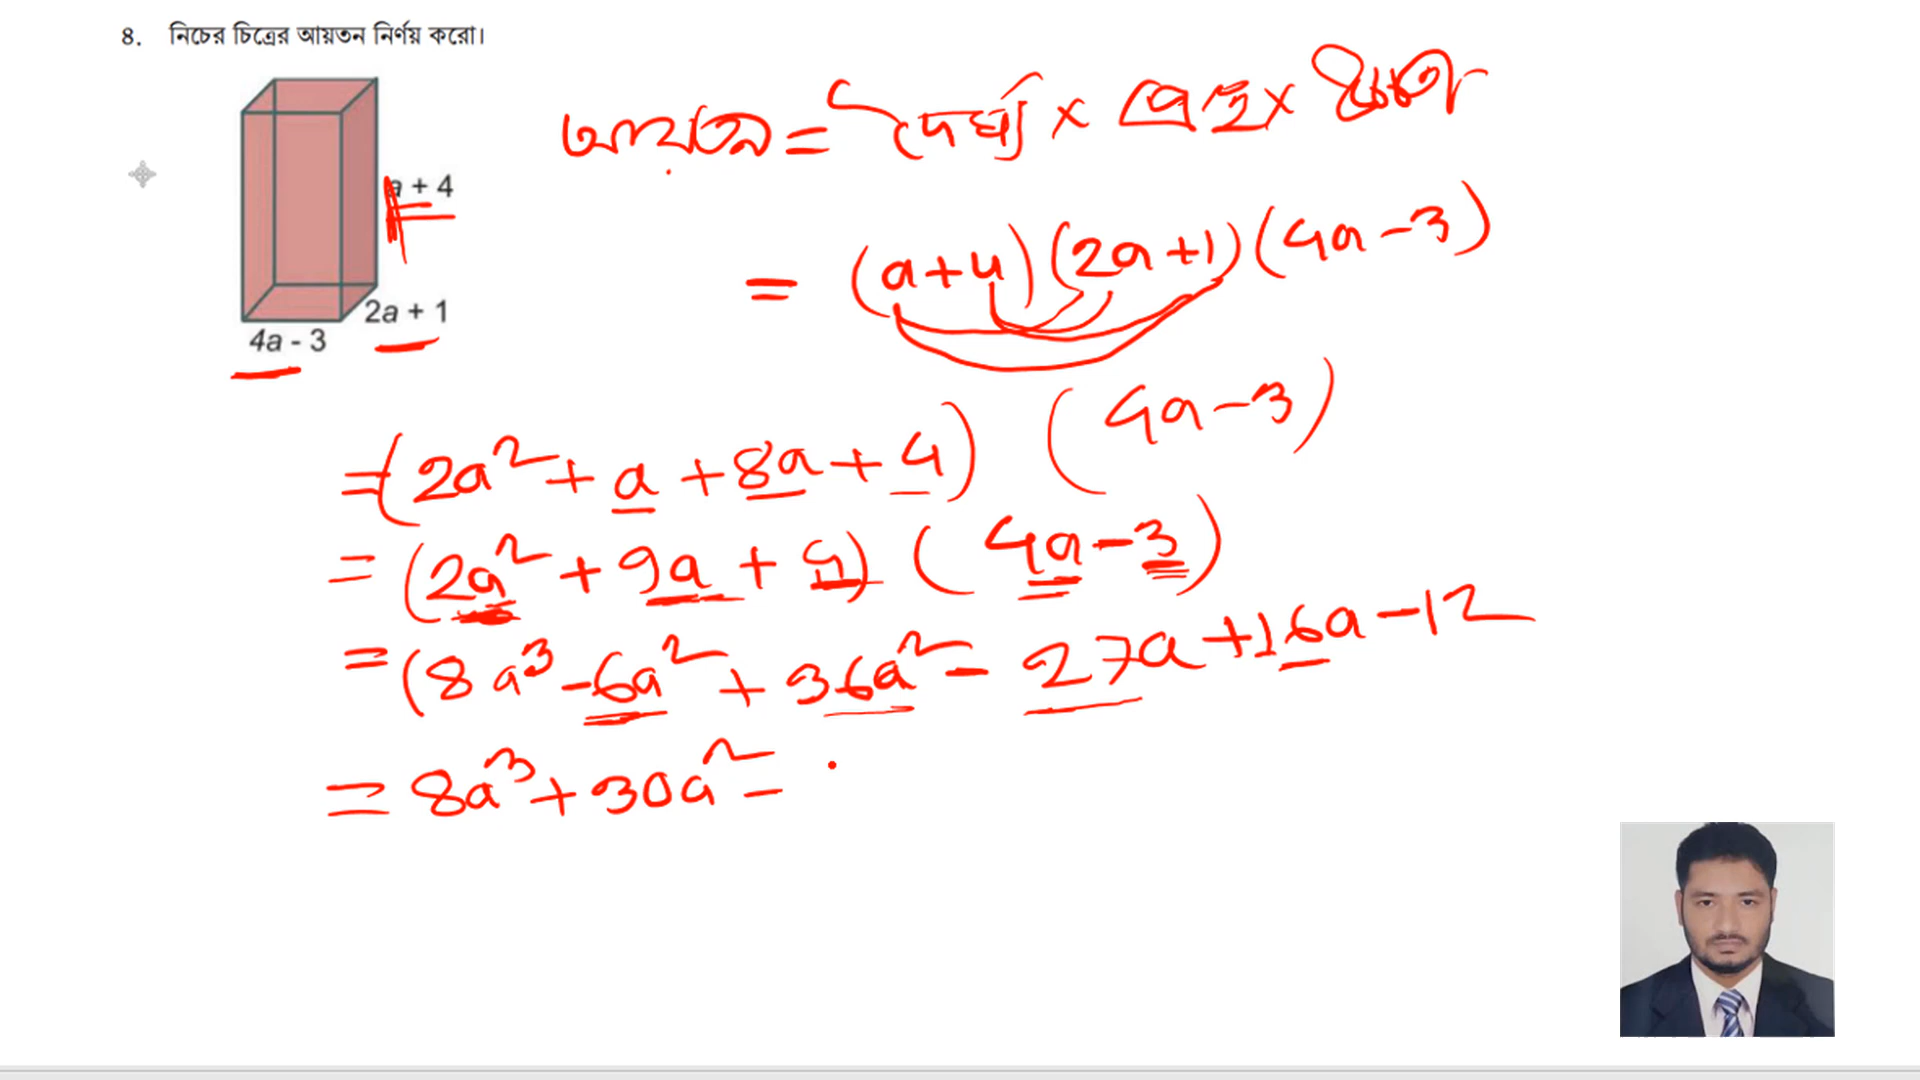 8. নিচের চিত্রের আয়তন নির্ণয় করো।
a + 4
2a + 1
4a - 3
আয়তন = দৈর্ঘ্য × প্রস্থ × উচ্চতা
= (a+4)(2a+1)(4a-3)
=(2a²+a+8a+4) (4a-3)
= (2a²+9a+4) (4a-3)
= (8a³-6a²+36a²-27a+16a-12
= 8a³+30a²-